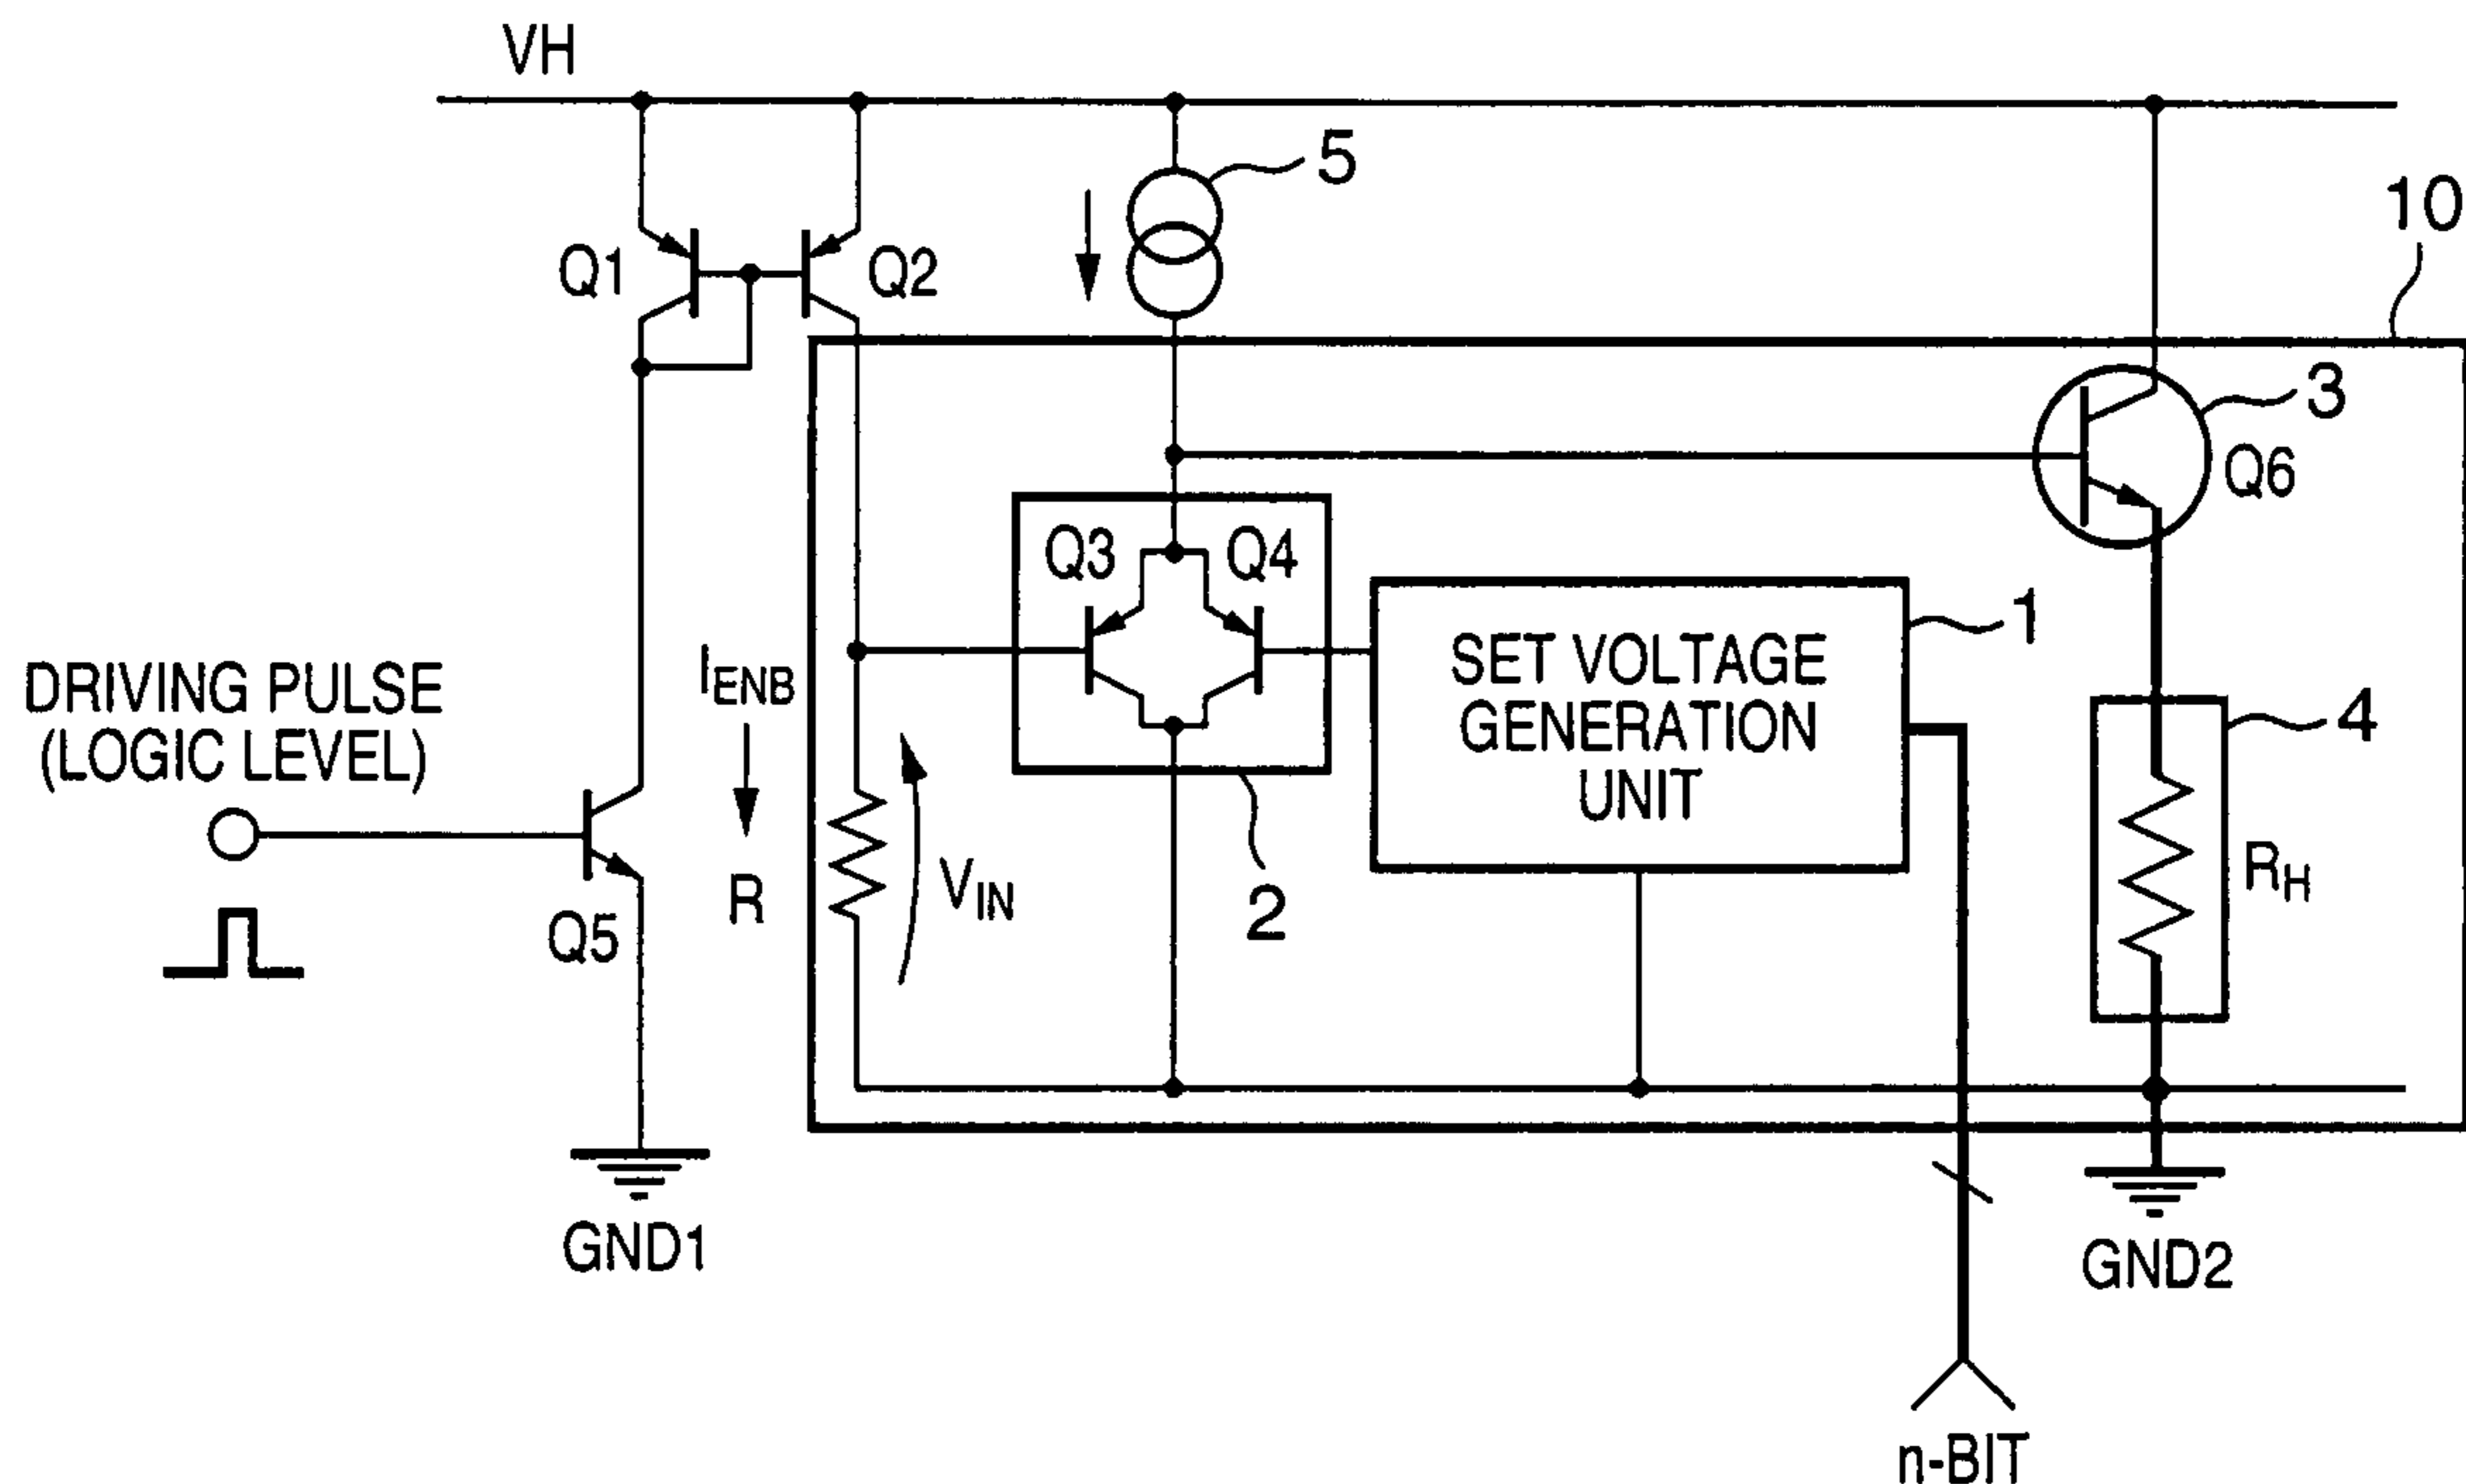 VH
5
10
Q1
Q2
3
Q6
Q3
Q4
1
DRIVING PULSE
(LOGIC LEVEL)
IENB
SET VOLTAGE
GENERATION
UNIT
4
R
VIN
2
RH
Q5
GND1
GND2
n-BIT